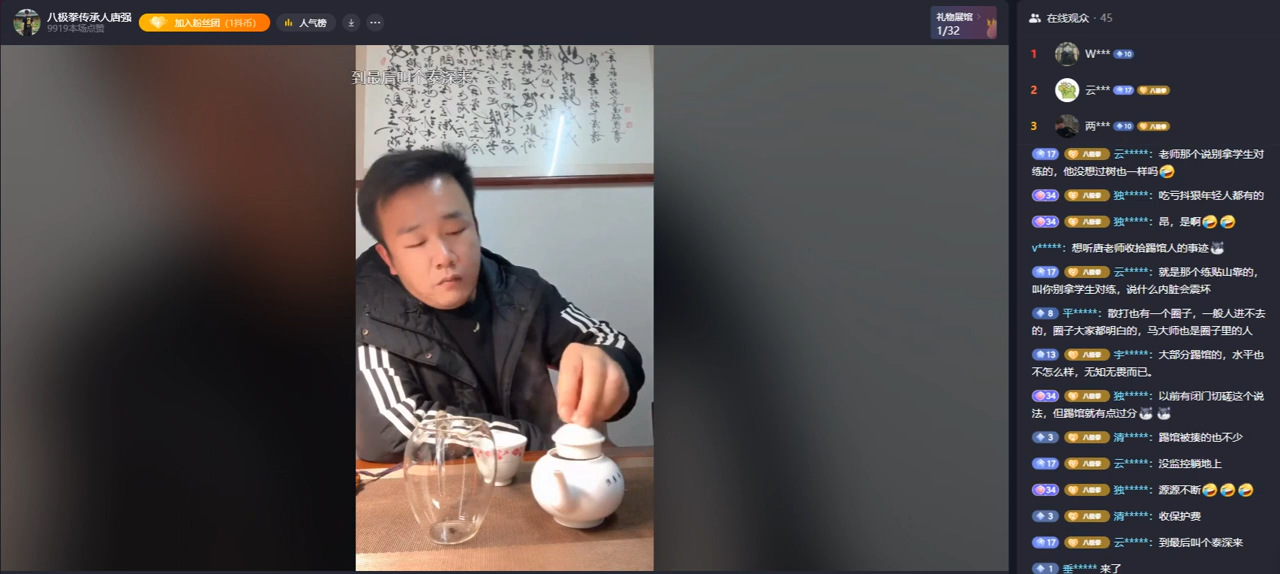 八极拳传承人唐强
9919本场点赞
加入粉丝团（1抖币）
人气榜
礼物展馆
1/32
在线观众 · 45
1 W*** 10
2 云*** 17 八极拳
3 两*** 10 八极拳
到最后叫个泰深来
17 八极拳 云*****：老师那个说别拿学生对
练的，他没想过树也一样吗
34 八极拳 独*****：吃亏抖狠年轻人都有的
34 八极拳 独*****：昂，是啊
v*****：想听唐老师收拾踢馆人的事迹
17 八极拳 云*****：就是那个练贴山靠的，
叫你别拿学生对练，说什么内脏会震坏
8 平*****：散打也有一个圈子，一般人进不去
的，圈子大家都明白的，马大师也是圈子里的人
13 八极拳 宇*****：大部分踢馆的，水平也
不怎么样，无知无畏而已。
34 八极拳 独*****：以前有闭门切磋这个说
法，但踢馆就有点过分
3 八极拳 清*****：踢馆被揍的也不少
17 八极拳 云*****：没监控躺地上
34 八极拳 独*****：源源不断
3 八极拳 清*****：收保护费
17 八极拳 云*****：到最后叫个泰深来
1 垂*****来了